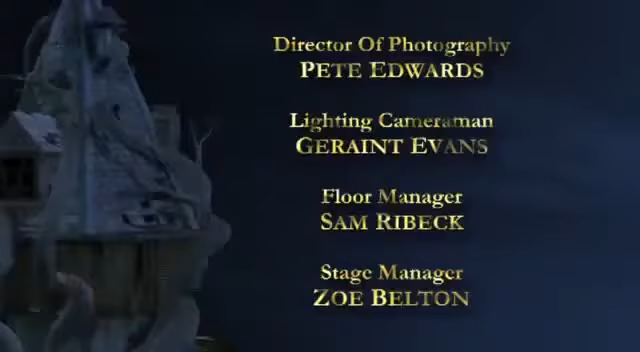 Director Of Photography
PETE EDWARDS
Lighting Cameraman
GERAINT EVANS
Floor Manager
SAM RIBECK
Stage Manager
ZOE BELTON